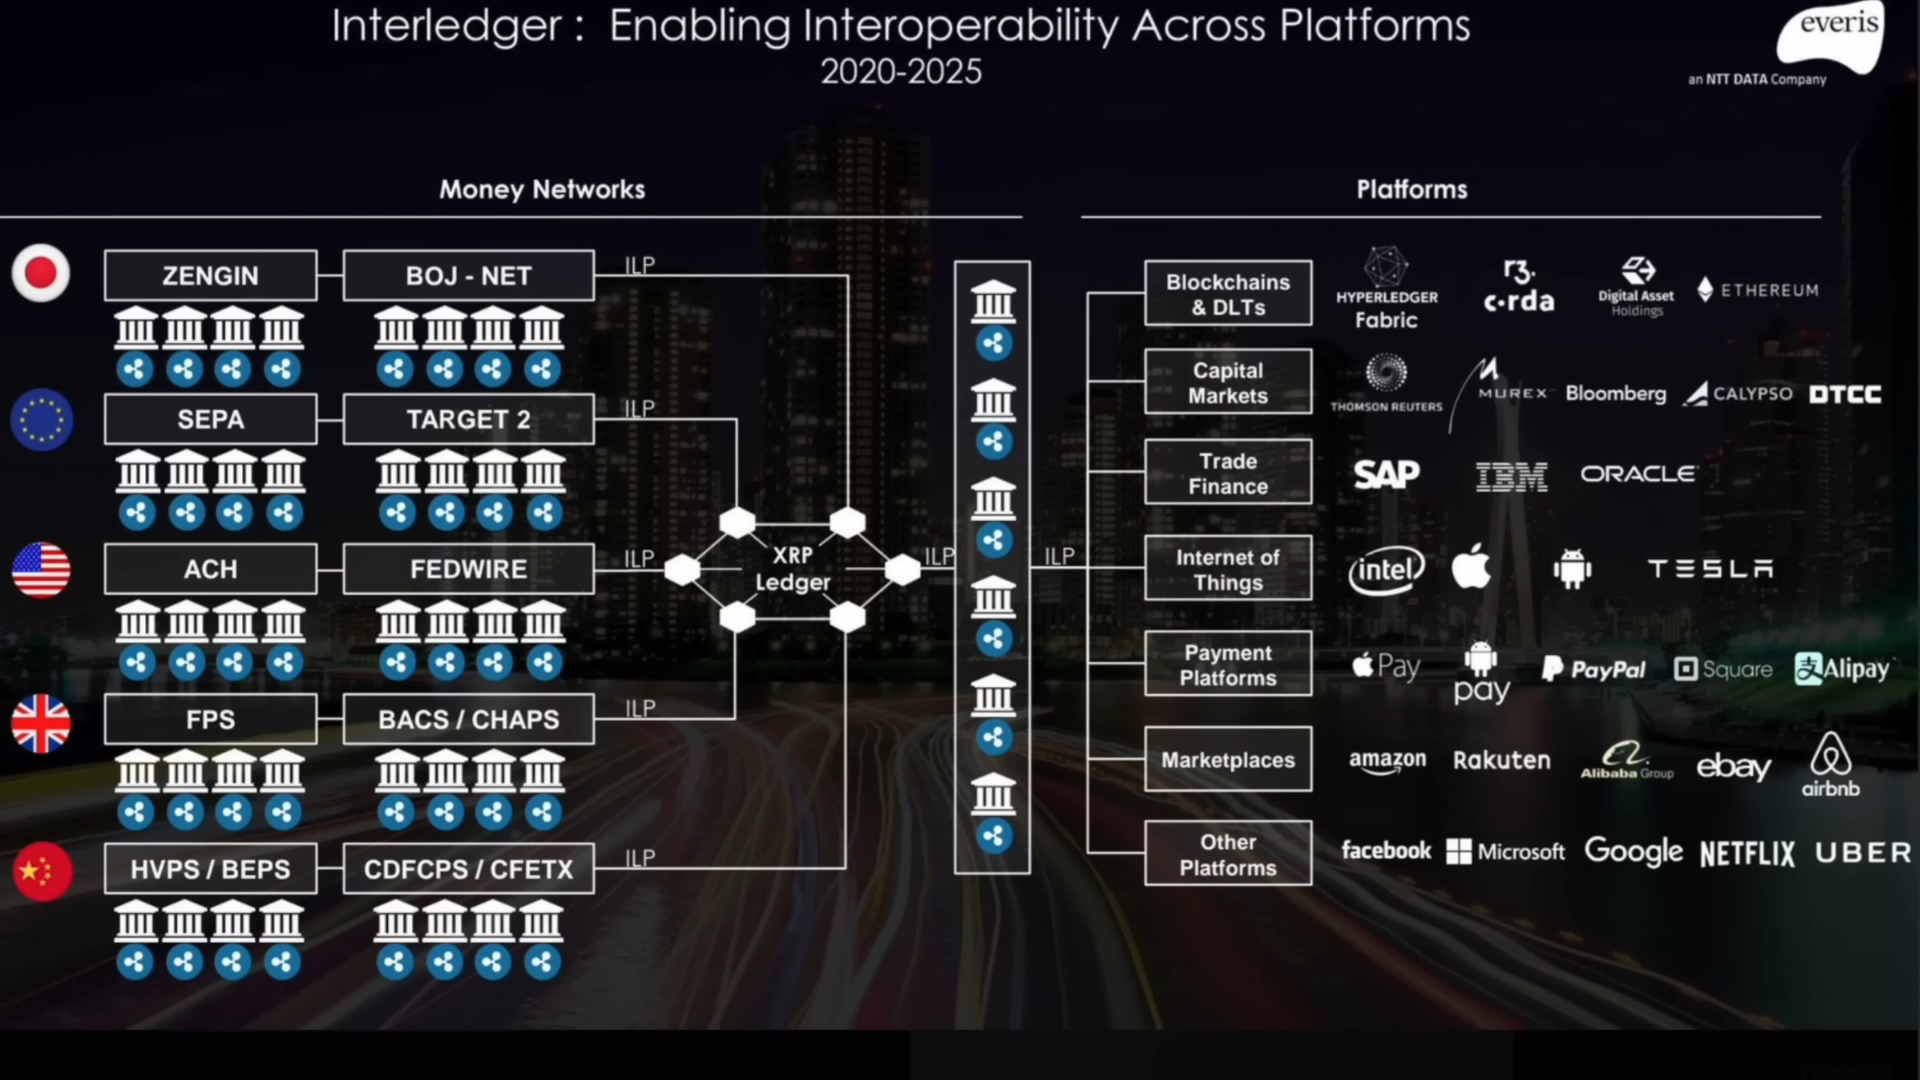 Interledger : Enabling Interoperability Across Platforms
2020-2025
everis
an NTT DATA Company
Money Networks
Platforms
ZENGIN
BOJ - NET
ILP
SEPA
TARGET 2
ILP
ACH
FEDWIRE
ILP
FPS
BACS / CHAPS
ILP
HVPS / BEPS
CDFCPS / CFETX
ILP
XRP
Ledger
ILP
ILP
Blockchains
& DLTs
HYPERLEDGER
Fabric
r3.
c·rda
Digital Asset
Holdings
ETHEREUM
Capital
Markets
THOMSON REUTERS
MUREX
Bloomberg
CALYPSO
DTCC
Trade
Finance
SAP
IBM
ORACLE
Internet of
Things
intel
TESLA
Payment
Platforms
Pay
pay
PayPal
Square
支
Alipay
Marketplaces
amazon
Rakuten
Alibaba Group
ebay
airbnb
Other
Platforms
facebook
Microsoft
Google
NETFLIX
UBER